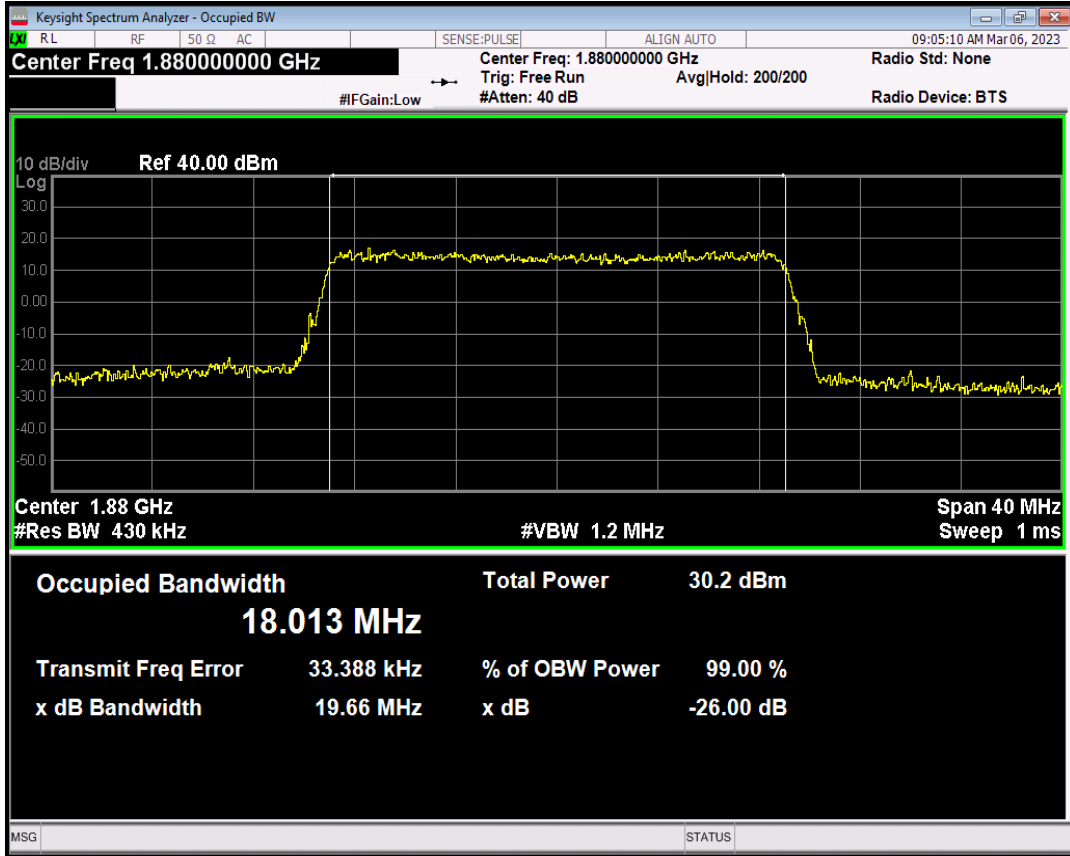 Keysight Spectrum Analyzer - Occupied BW
LXI RL RF 50 Ω AC SENSE:PULSE ALIGN AUTO 09:05:10 AM Mar 06, 2023
Center Freq 1.880000000 GHz
Center Freq: 1.880000000 GHz
Radio Std: None
Trig: Free Run Avg|Hold: 200/200
#IFGain:Low #Atten: 40 dB Radio Device: BTS
10 dB/div Ref 40.00 dBm
Log
30.0
20.0
10.0
0.00
-10.0
-20.0
-30.0
-40.0
-50.0
Center 1.88 GHz Span 40 MHz
#Res BW 430 kHz #VBW 1.2 MHz Sweep 1 ms
Occupied Bandwidth Total Power 30.2 dBm
18.013 MHz
Transmit Freq Error 33.388 kHz % of OBW Power 99.00 %
x dB Bandwidth 19.66 MHz x dB -26.00 dB
MSG STATUS